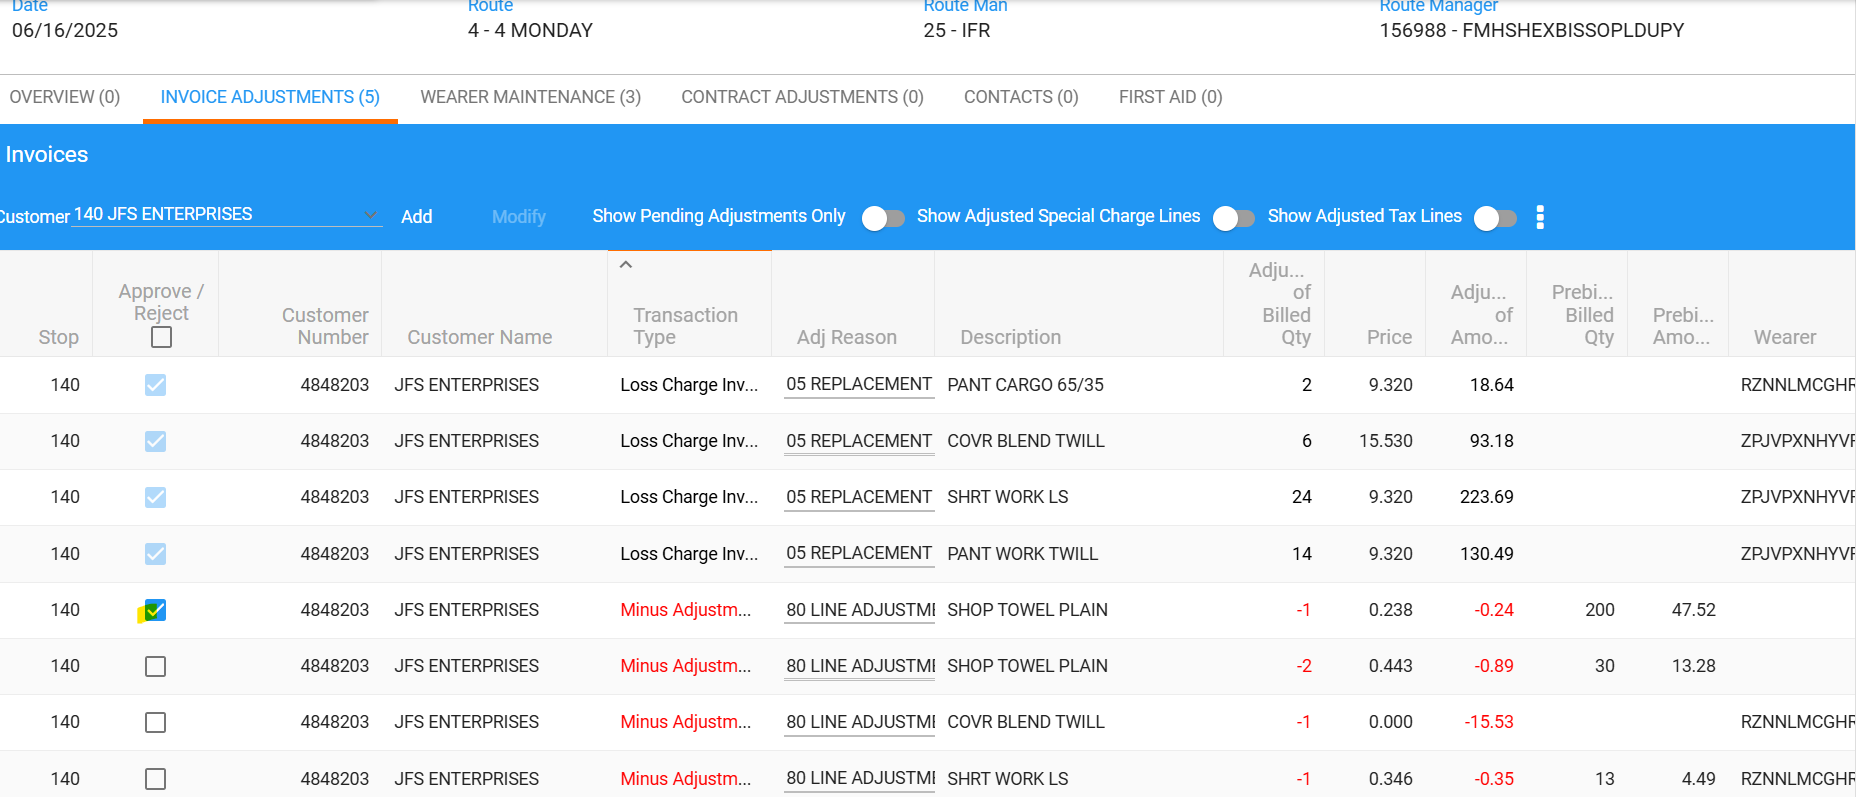 Date Route Route Man Route Manager
06/16/2025 4 - 4 MONDAY 25 - IFR 156988 - FMHSHEXBISSOPLDUPY
OVERVIEW (0) INVOICE ADJUSTMENTS (5) WEARER MAINTENANCE (3) CONTRACT ADJUSTMENTS (0) CONTACTS (0) FIRST AID (0)
Invoices
Customer 140 JFS ENTERPRISES Add Modify Show Pending Adjustments Only Show Adjusted Special Charge Lines Show Adjusted Tax Lines
Stop Approve / Reject Customer Number Customer Name Transaction Type Adj Reason Description Adju... of Billed Qty Price Adju... of Amo... Prebi... Billed Qty Prebi... Amo... Wearer
140 4848203 JFS ENTERPRISES Loss Charge Inv... 05 REPLACEMENT PANT CARGO 65/35 2 9.320 18.64 RZNNLMCGHR
140 4848203 JFS ENTERPRISES Loss Charge Inv... 05 REPLACEMENT COVR BLEND TWILL 6 15.530 93.18 ZPJVPXNHYVF
140 4848203 JFS ENTERPRISES Loss Charge Inv... 05 REPLACEMENT SHRT WORK LS 24 9.320 223.69 ZPJVPXNHYVF
140 4848203 JFS ENTERPRISES Loss Charge Inv... 05 REPLACEMENT PANT WORK TWILL 14 9.320 130.49 ZPJVPXNHYVF
140 4848203 JFS ENTERPRISES Minus Adjustm... 80 LINE ADJUSTME SHOP TOWEL PLAIN -1 0.238 -0.24 200 47.52
140 4848203 JFS ENTERPRISES Minus Adjustm... 80 LINE ADJUSTME SHOP TOWEL PLAIN -2 0.443 -0.89 30 13.28
140 4848203 JFS ENTERPRISES Minus Adjustm... 80 LINE ADJUSTME COVR BLEND TWILL -1 0.000 -15.53 RZNNLMCGHR
140 4848203 JFS ENTERPRISES Minus Adjustm... 80 LINE ADJUSTME SHRT WORK LS -1 0.346 -0.35 13 4.49 RZNNLMCGHR